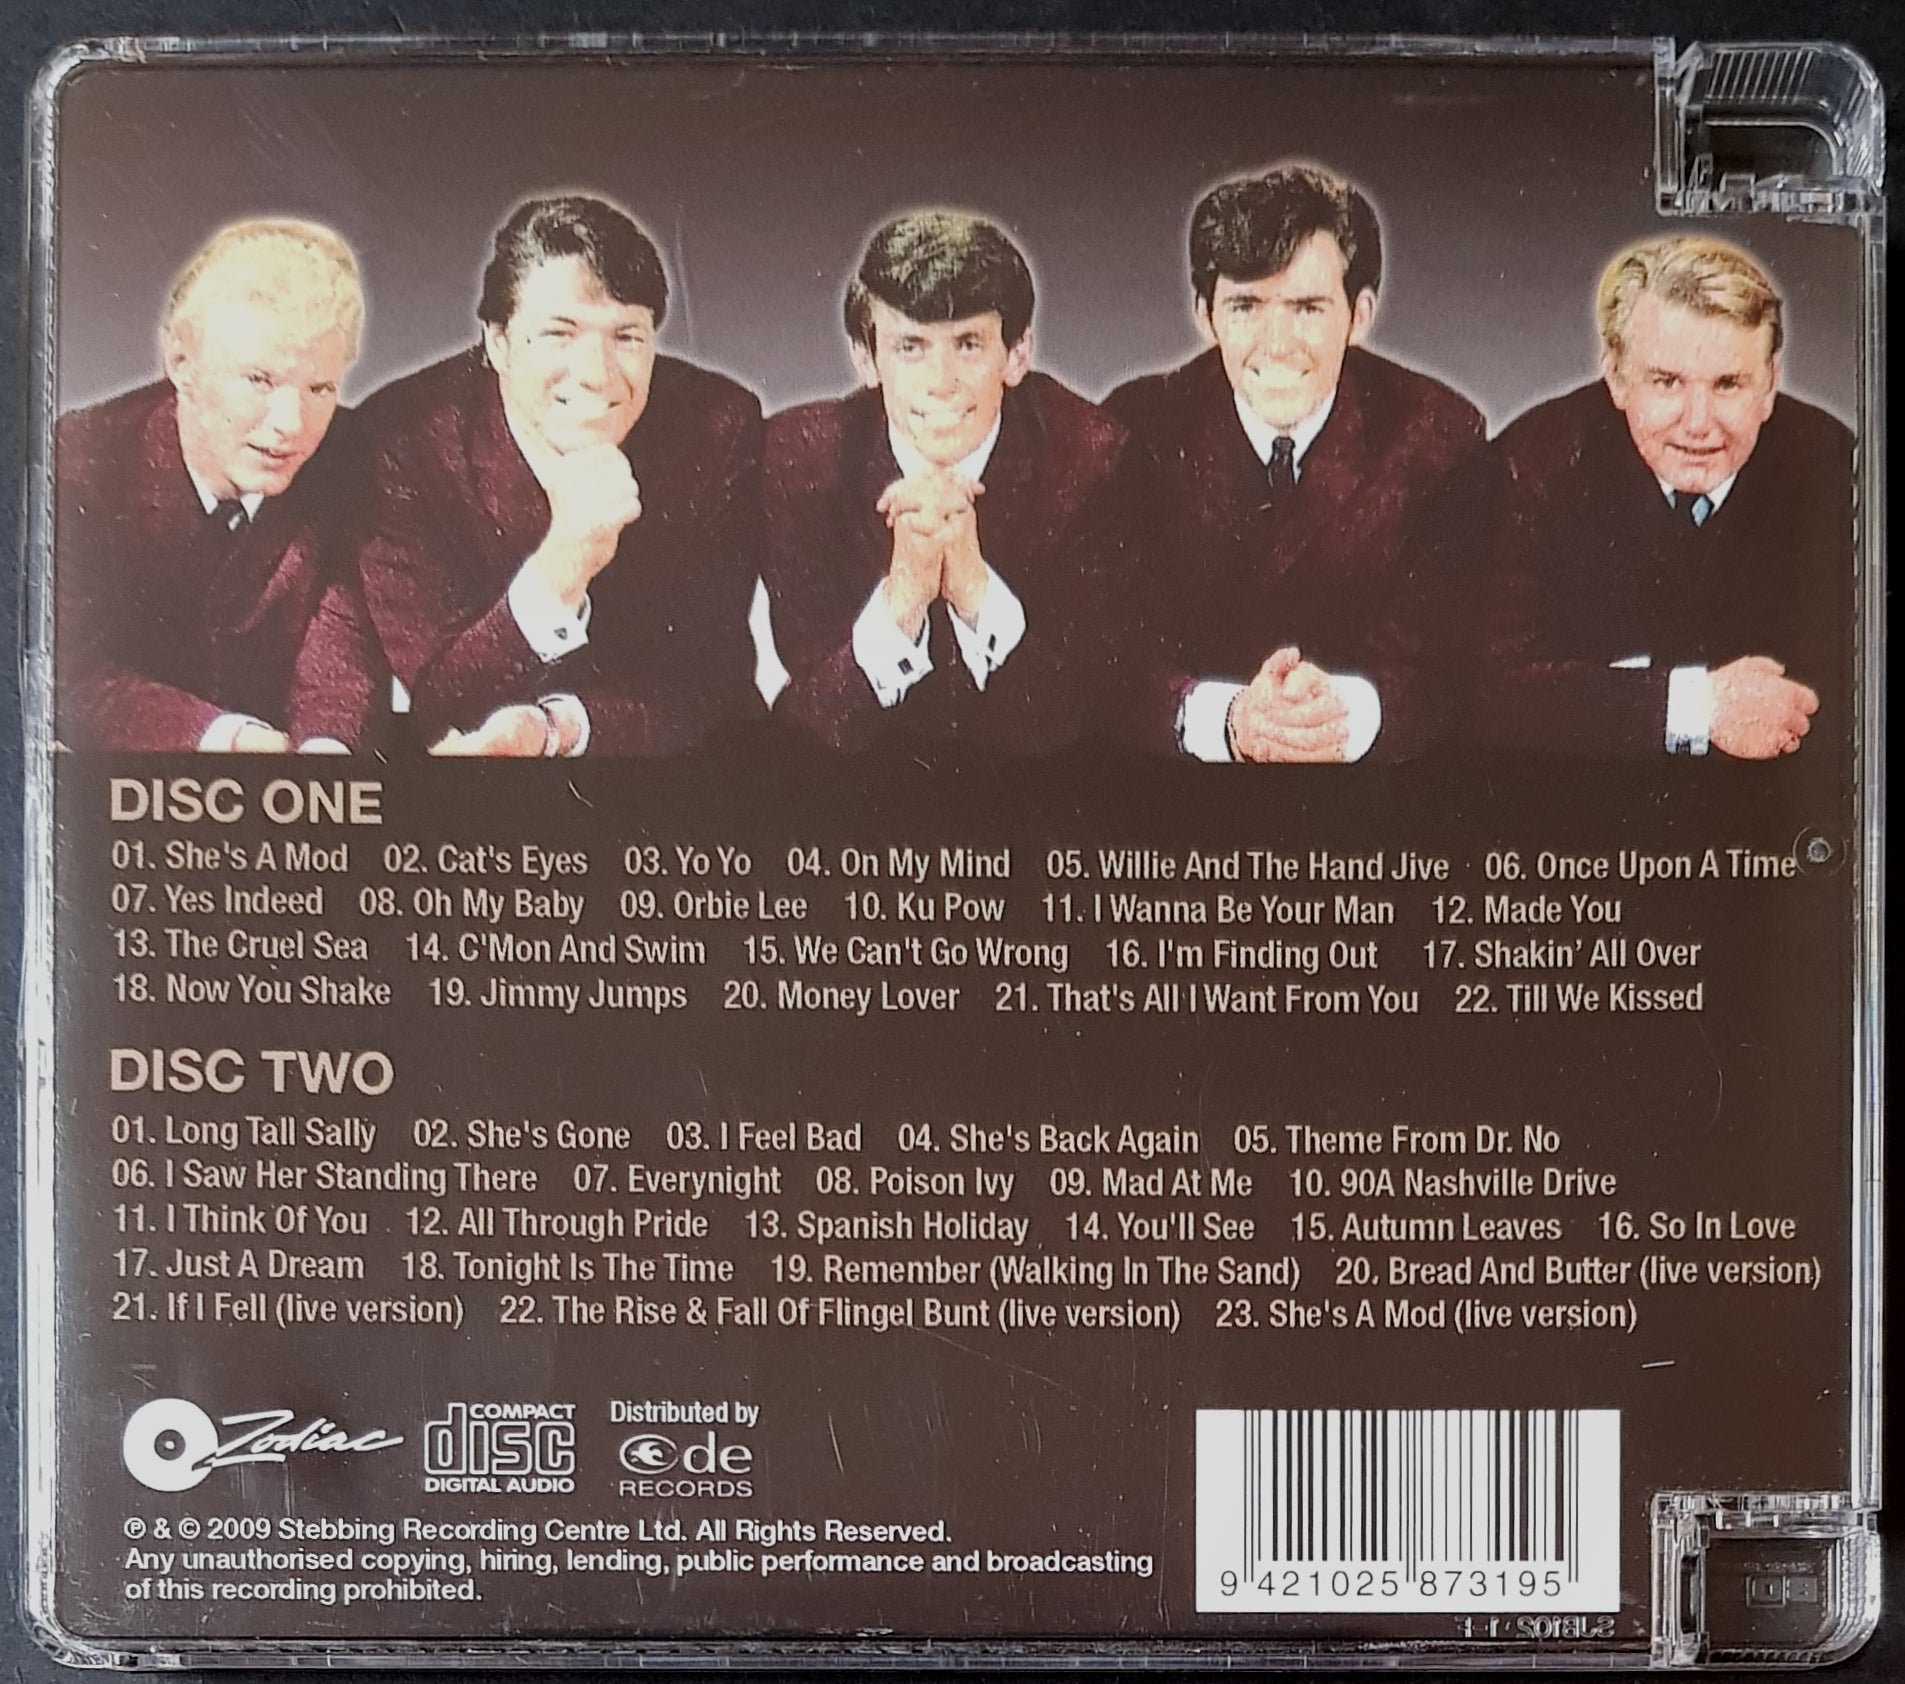 DISC ONE
01. She's A Mod 02. Cat's Eyes 03. Yo Yo 04. On My Mind 05. Willie And The Hand Jive 06. Once Upon A Time
07. Yes Indeed 08. Oh My Baby 09. Orbie Lee 10. Ku Pow 11. I Wanna Be Your Man 12. Made You
13. The Cruel Sea 14. C'Mon And Swim 15. We Can't Go Wrong 16. I'm Finding Out 17. Shakin' All Over
18. Now You Shake 19. Jimmy Jumps 20. Money Lover 21. That's All I Want From You 22. Till We Kissed
DISC TWO
01. Long Tall Sally 02. She's Gone 03. I Feel Bad 04. She's Back Again 05. Theme From Dr. No
06. I Saw Her Standing There 07. Everynight 08. Poison Ivy 09. Mad At Me 10. 90A Nashville Drive
11. I Think Of You 12. All Through Pride 13. Spanish Holiday 14. You'll See 15. Autumn Leaves 16. So In Love
17. Just A Dream 18. Tonight Is The Time 19. Remember (Walking In The Sand) 20. Bread And Butter (live version)
21. If I Fell (live version) 22. The Rise & Fall Of Flingel Bunt (live version) 23. She's A Mod (live version)
Zodiac
COMPACT
disc
DIGITAL AUDIO
Distributed by
Ode
RECORDS
℗ & © 2009 Stebbing Recording Centre Ltd. All Rights Reserved.
Any unauthorised copying, hiring, lending, public performance and broadcasting
of this recording prohibited.
9 421025 873195